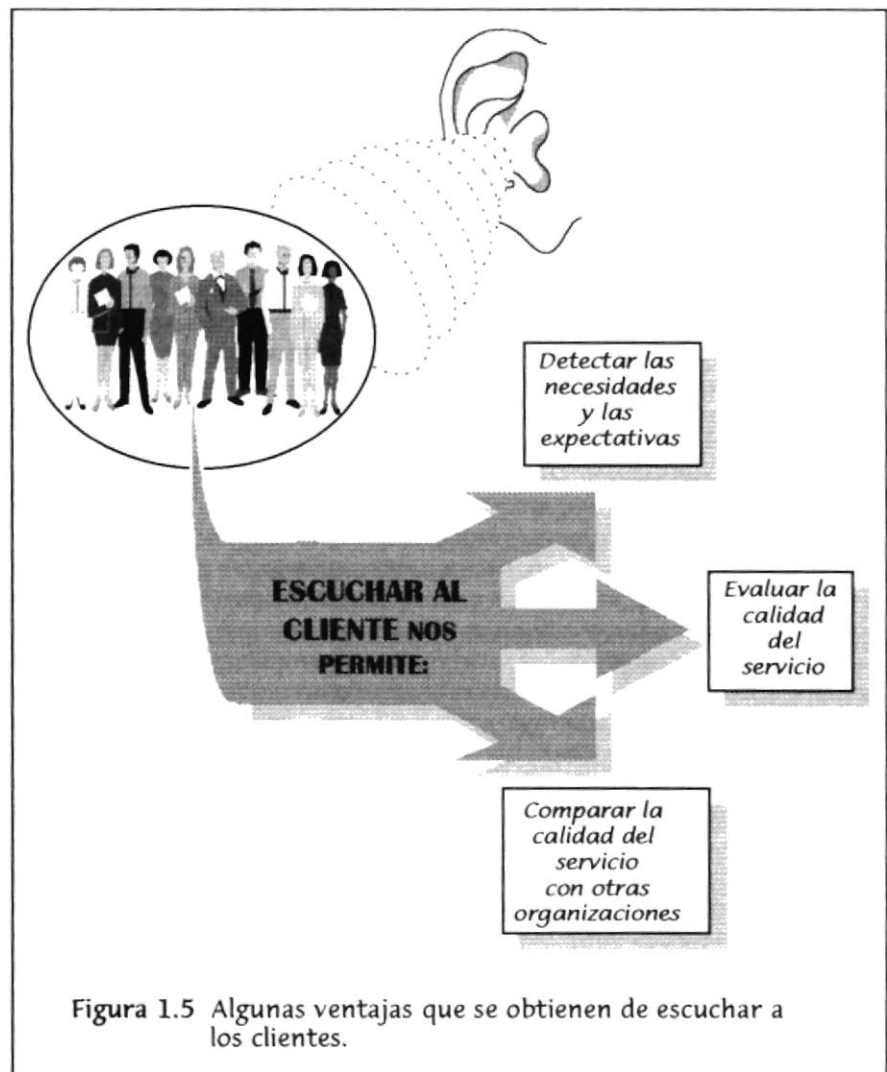 Detectar las
necesidades
y las
expectativas
ESCUCHAR AL
CLIENTE NOS
PERMITE:
Evaluar la
calidad
del
servicio
Comparar la
calidad del
servicio
con otras
organizaciones
Figura 1.5 Algunas ventajas que se obtienen de escuchar a
los clientes.